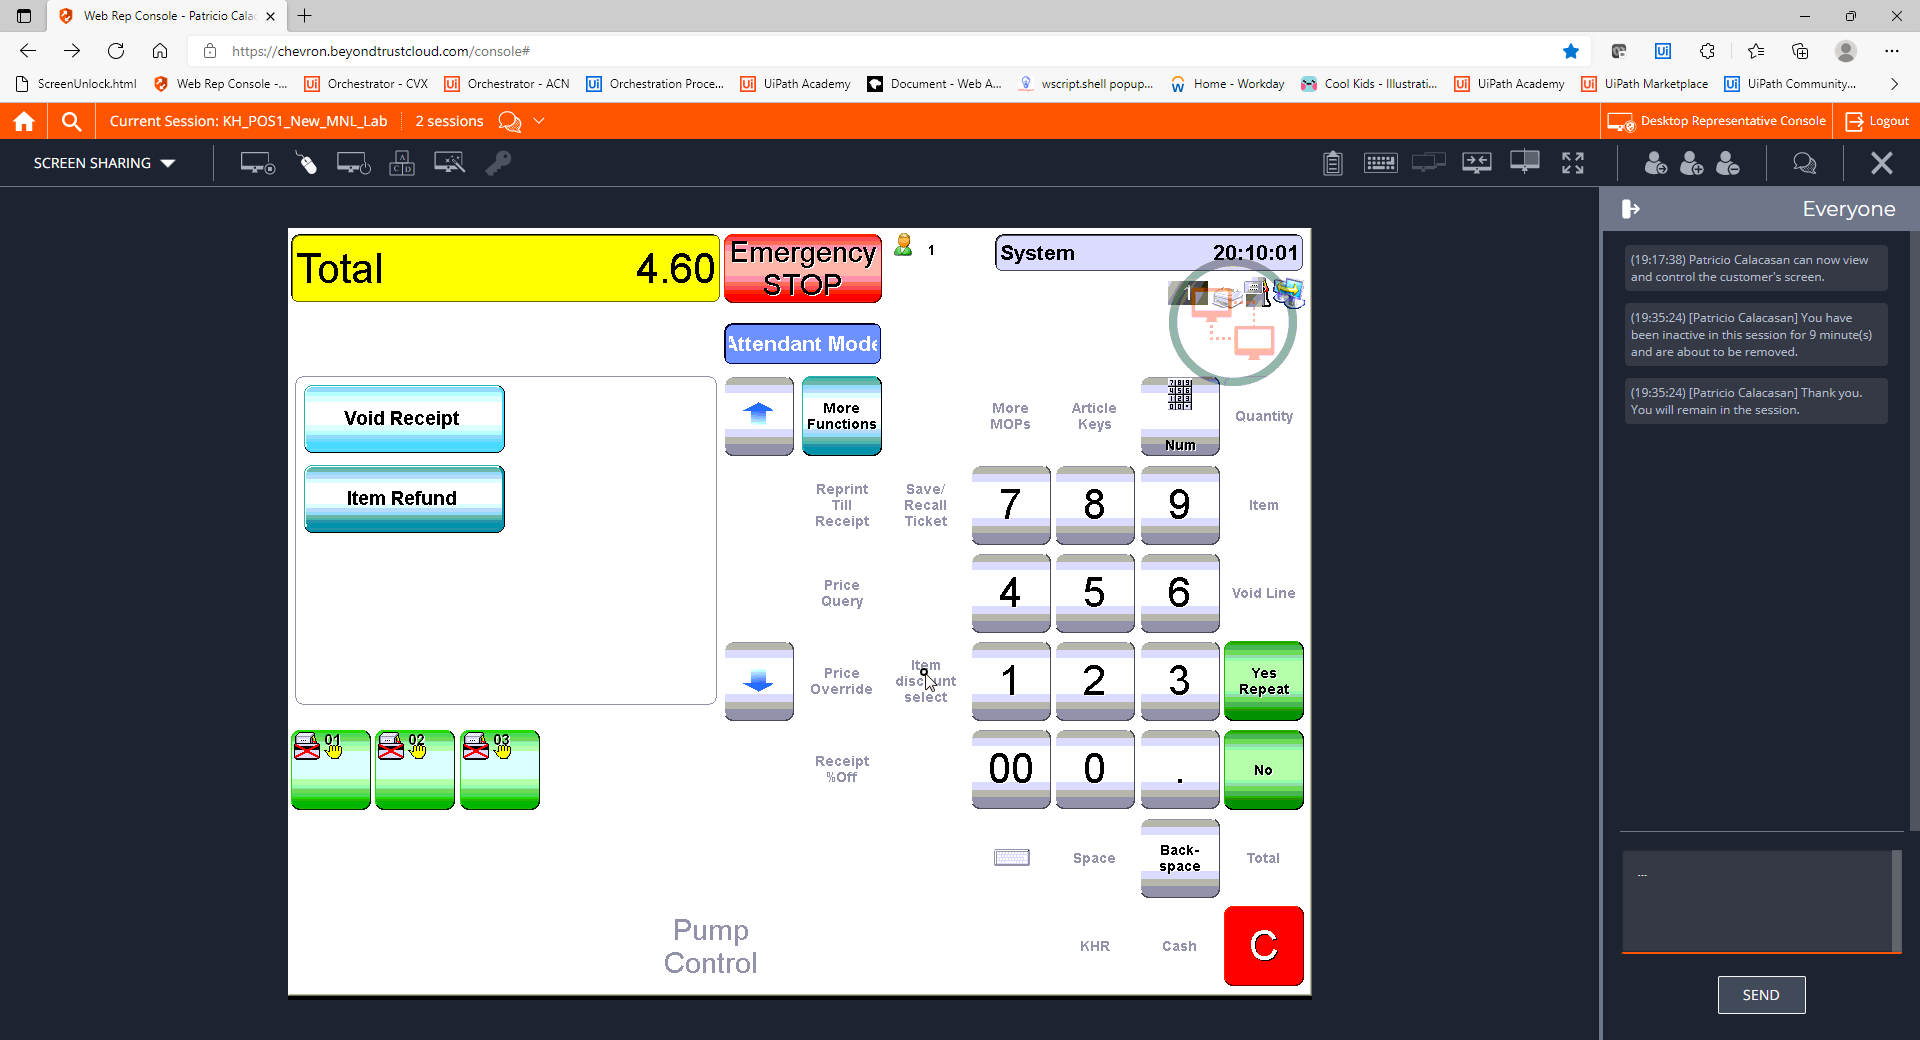 Web Rep Console - Patricio Cala
https://chevron.beyondtrustcloud.com/console#
ScreenUnlock.html
Web Rep Console -...
Orchestrator - CVX
Orchestrator - ACN
Orchestration Proce...
UiPath Academy
Document - Web A...
wscript.shell popup...
Home - Workday
Cool Kids - Illustrati...
UiPath Academy
UiPath Marketplace
UiPath Community...
Current Session: KH_POS1_New_MNL_Lab
2 sessions
Desktop Representative Console
Logout
SCREEN SHARING
Everyone
(19:17:38) Patricio Calacasan can now view
and control the customer's screen.
(19:35:24) [Patricio Calacasan] You have
been inactive in this session for 9 minute(s)
and are about to be removed.
(19:35:24) [Patricio Calacasan] Thank you.
You will remain in the session.
...
SEND
Total 4.60
Emergency
STOP
1
System 20:10:01
1
Attendant Mode
Void Receipt
Item Refund
More
Functions
More
MOPs
Article
Keys
Num
Quantity
Reprint
Till
Receipt
Save/
Recall
Ticket
7
8
9
Item
Price
Query
4
5
6
Void Line
Price
Override
Item
discount
select
1
2
3
Yes
Repeat
01
02
03
Receipt
%Off
00
0
.
No
Space
Back-
space
Total
Pump
Control
KHR
Cash
C